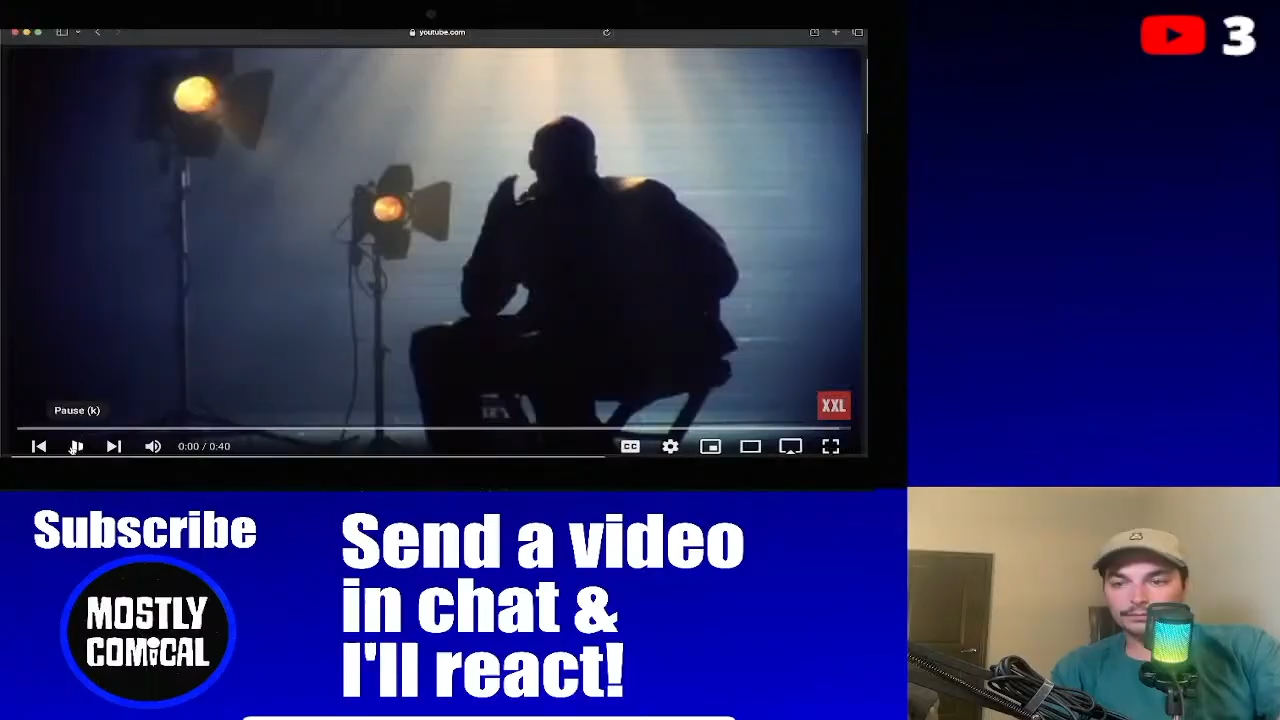 youtube.com
3
XXL
Pause (k)
0:00 / 0:40
CC
Subscribe
MOSTLY
COMICAL
Send a video
in chat &
I'll react!